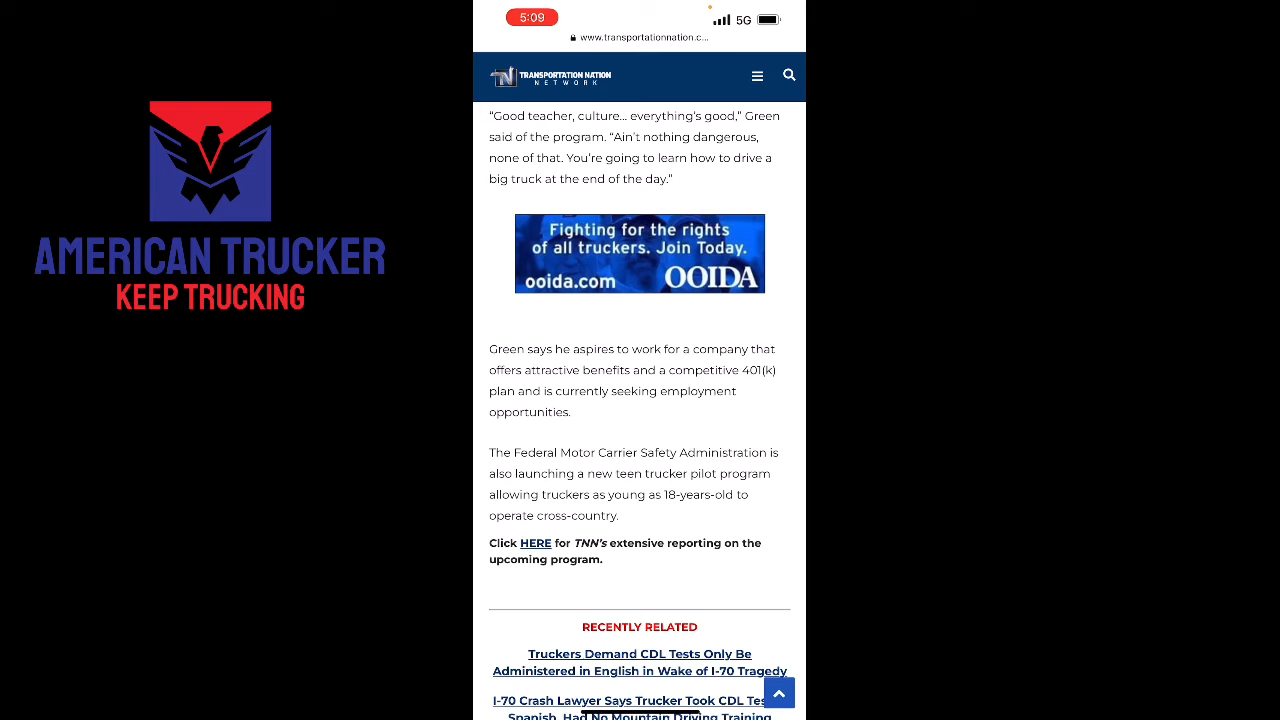 5:09
5G
www.transportationnation.c...
TRANSPORTATION NATION
NETWORK
“Good teacher, culture… everything’s good,” Green
said of the program. “Ain’t nothing dangerous,
none of that. You’re going to learn how to drive a
big truck at the end of the day.”
AMERICAN TRUCKER
KEEP TRUCKING
Fighting for the rights
of all truckers. Join Today.
ooida.com
OOIDA
Green says he aspires to work for a company that
offers attractive benefits and a competitive 401(k)
plan and is currently seeking employment
opportunities.
The Federal Motor Carrier Safety Administration is
also launching a new teen trucker pilot program
allowing truckers as young as 18-years-old to
operate cross-country.
Click HERE for TNN’s extensive reporting on the
upcoming program.
RECENTLY RELATED
Truckers Demand CDL Tests Only Be
Administered in English in Wake of I-70 Tragedy
I-70 Crash Lawyer Says Trucker Took CDL
Spanish, Had No Mountain Driving Training